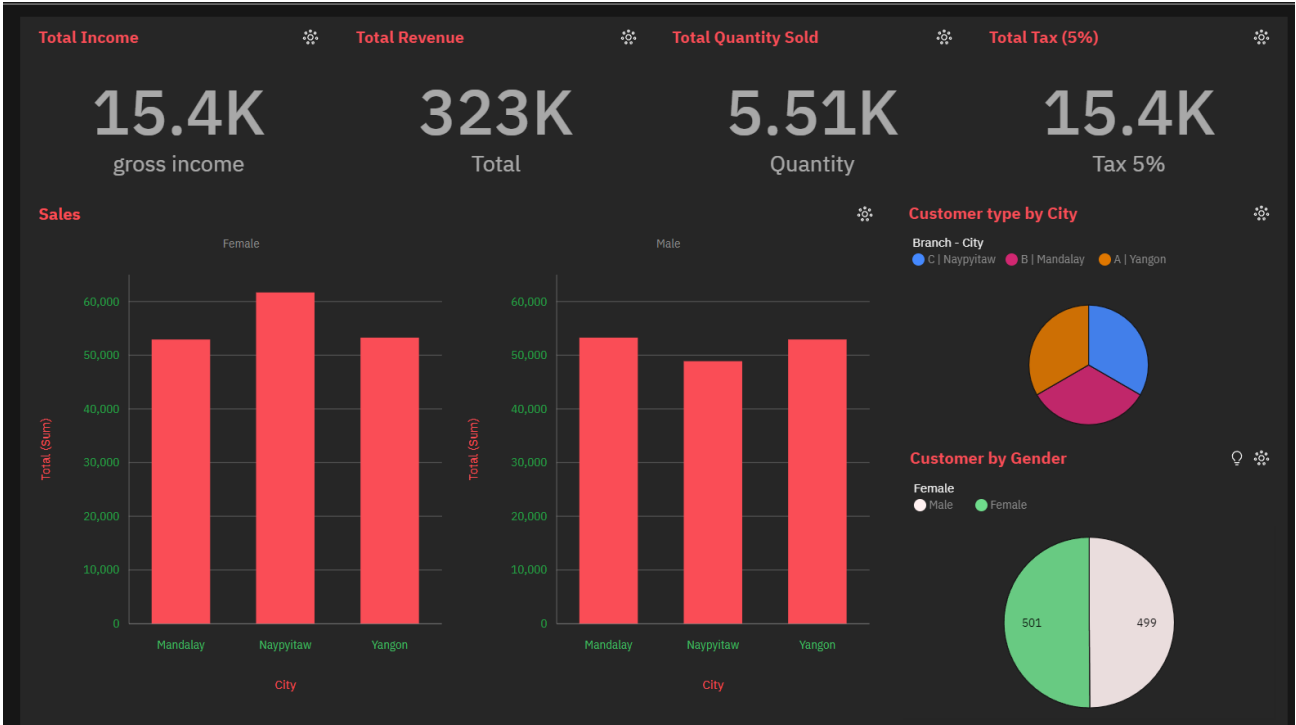 Total Income
Total Revenue
Total Quantity Sold
Total Tax (5%)
15.4K
323K
5.51K
15.4K
gross income
Total
Quantity
Tax 5%
Sales
Female
Male
60,000
50,000
40,000
30,000
20,000
10,000
0
Total (Sum)
Mandalay
Naypyitaw
Yangon
City
60,000
50,000
40,000
30,000
20,000
10,000
0
Total (Sum)
Mandalay
Naypyitaw
Yangon
City
Customer type by City
Branch - City
C | Naypyitaw
B | Mandalay
A | Yangon
Customer by Gender
Female
Male
Female
501
499